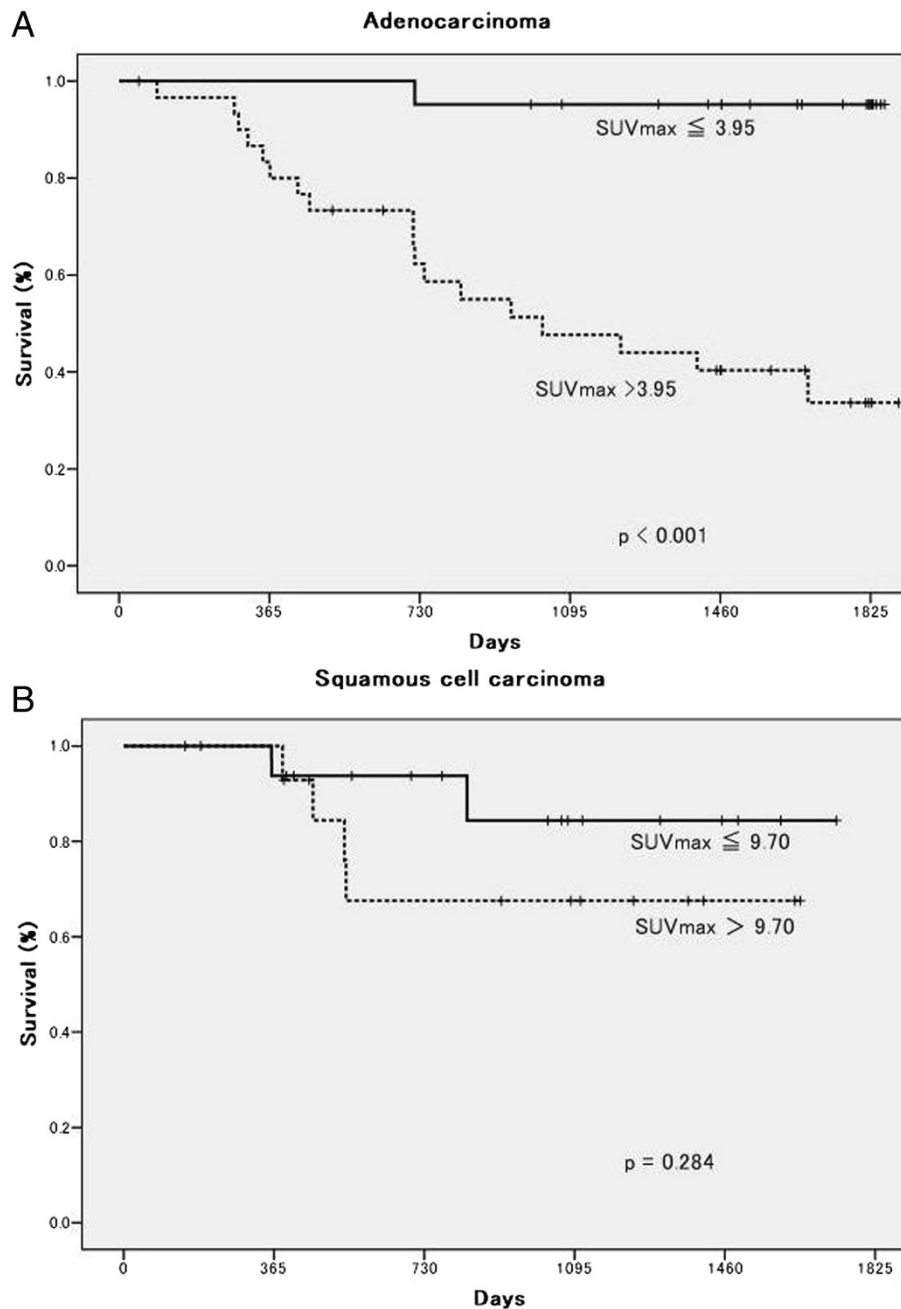 A
Adenocarcinoma
Survival (%)
1.0
0.8
0.6
0.4
0.2
0.0
SUVmax ≦ 3.95
SUVmax >3.95
p < 0.001
0 365 730 1095 1460 1825
Days
B
Squamous cell carcinoma
Survival (%)
1.0
0.8
0.6
0.4
0.2
0.0
SUVmax ≦ 9.70
SUVmax > 9.70
p = 0.284
0 365 730 1095 1460 1825
Days